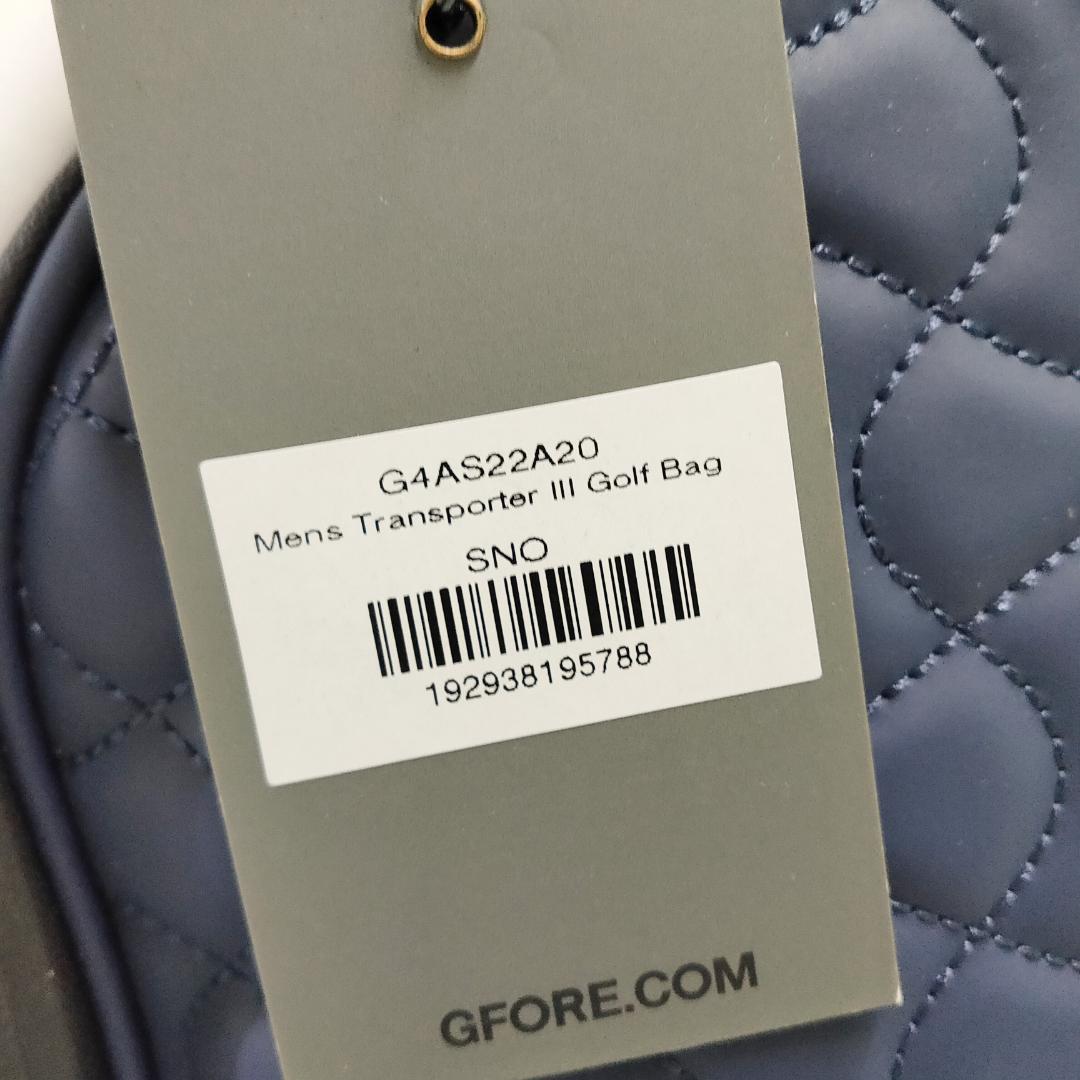 G4AS22A20
Mens Transporter III Golf Bag
SNO
192938195788
GFORE.COM